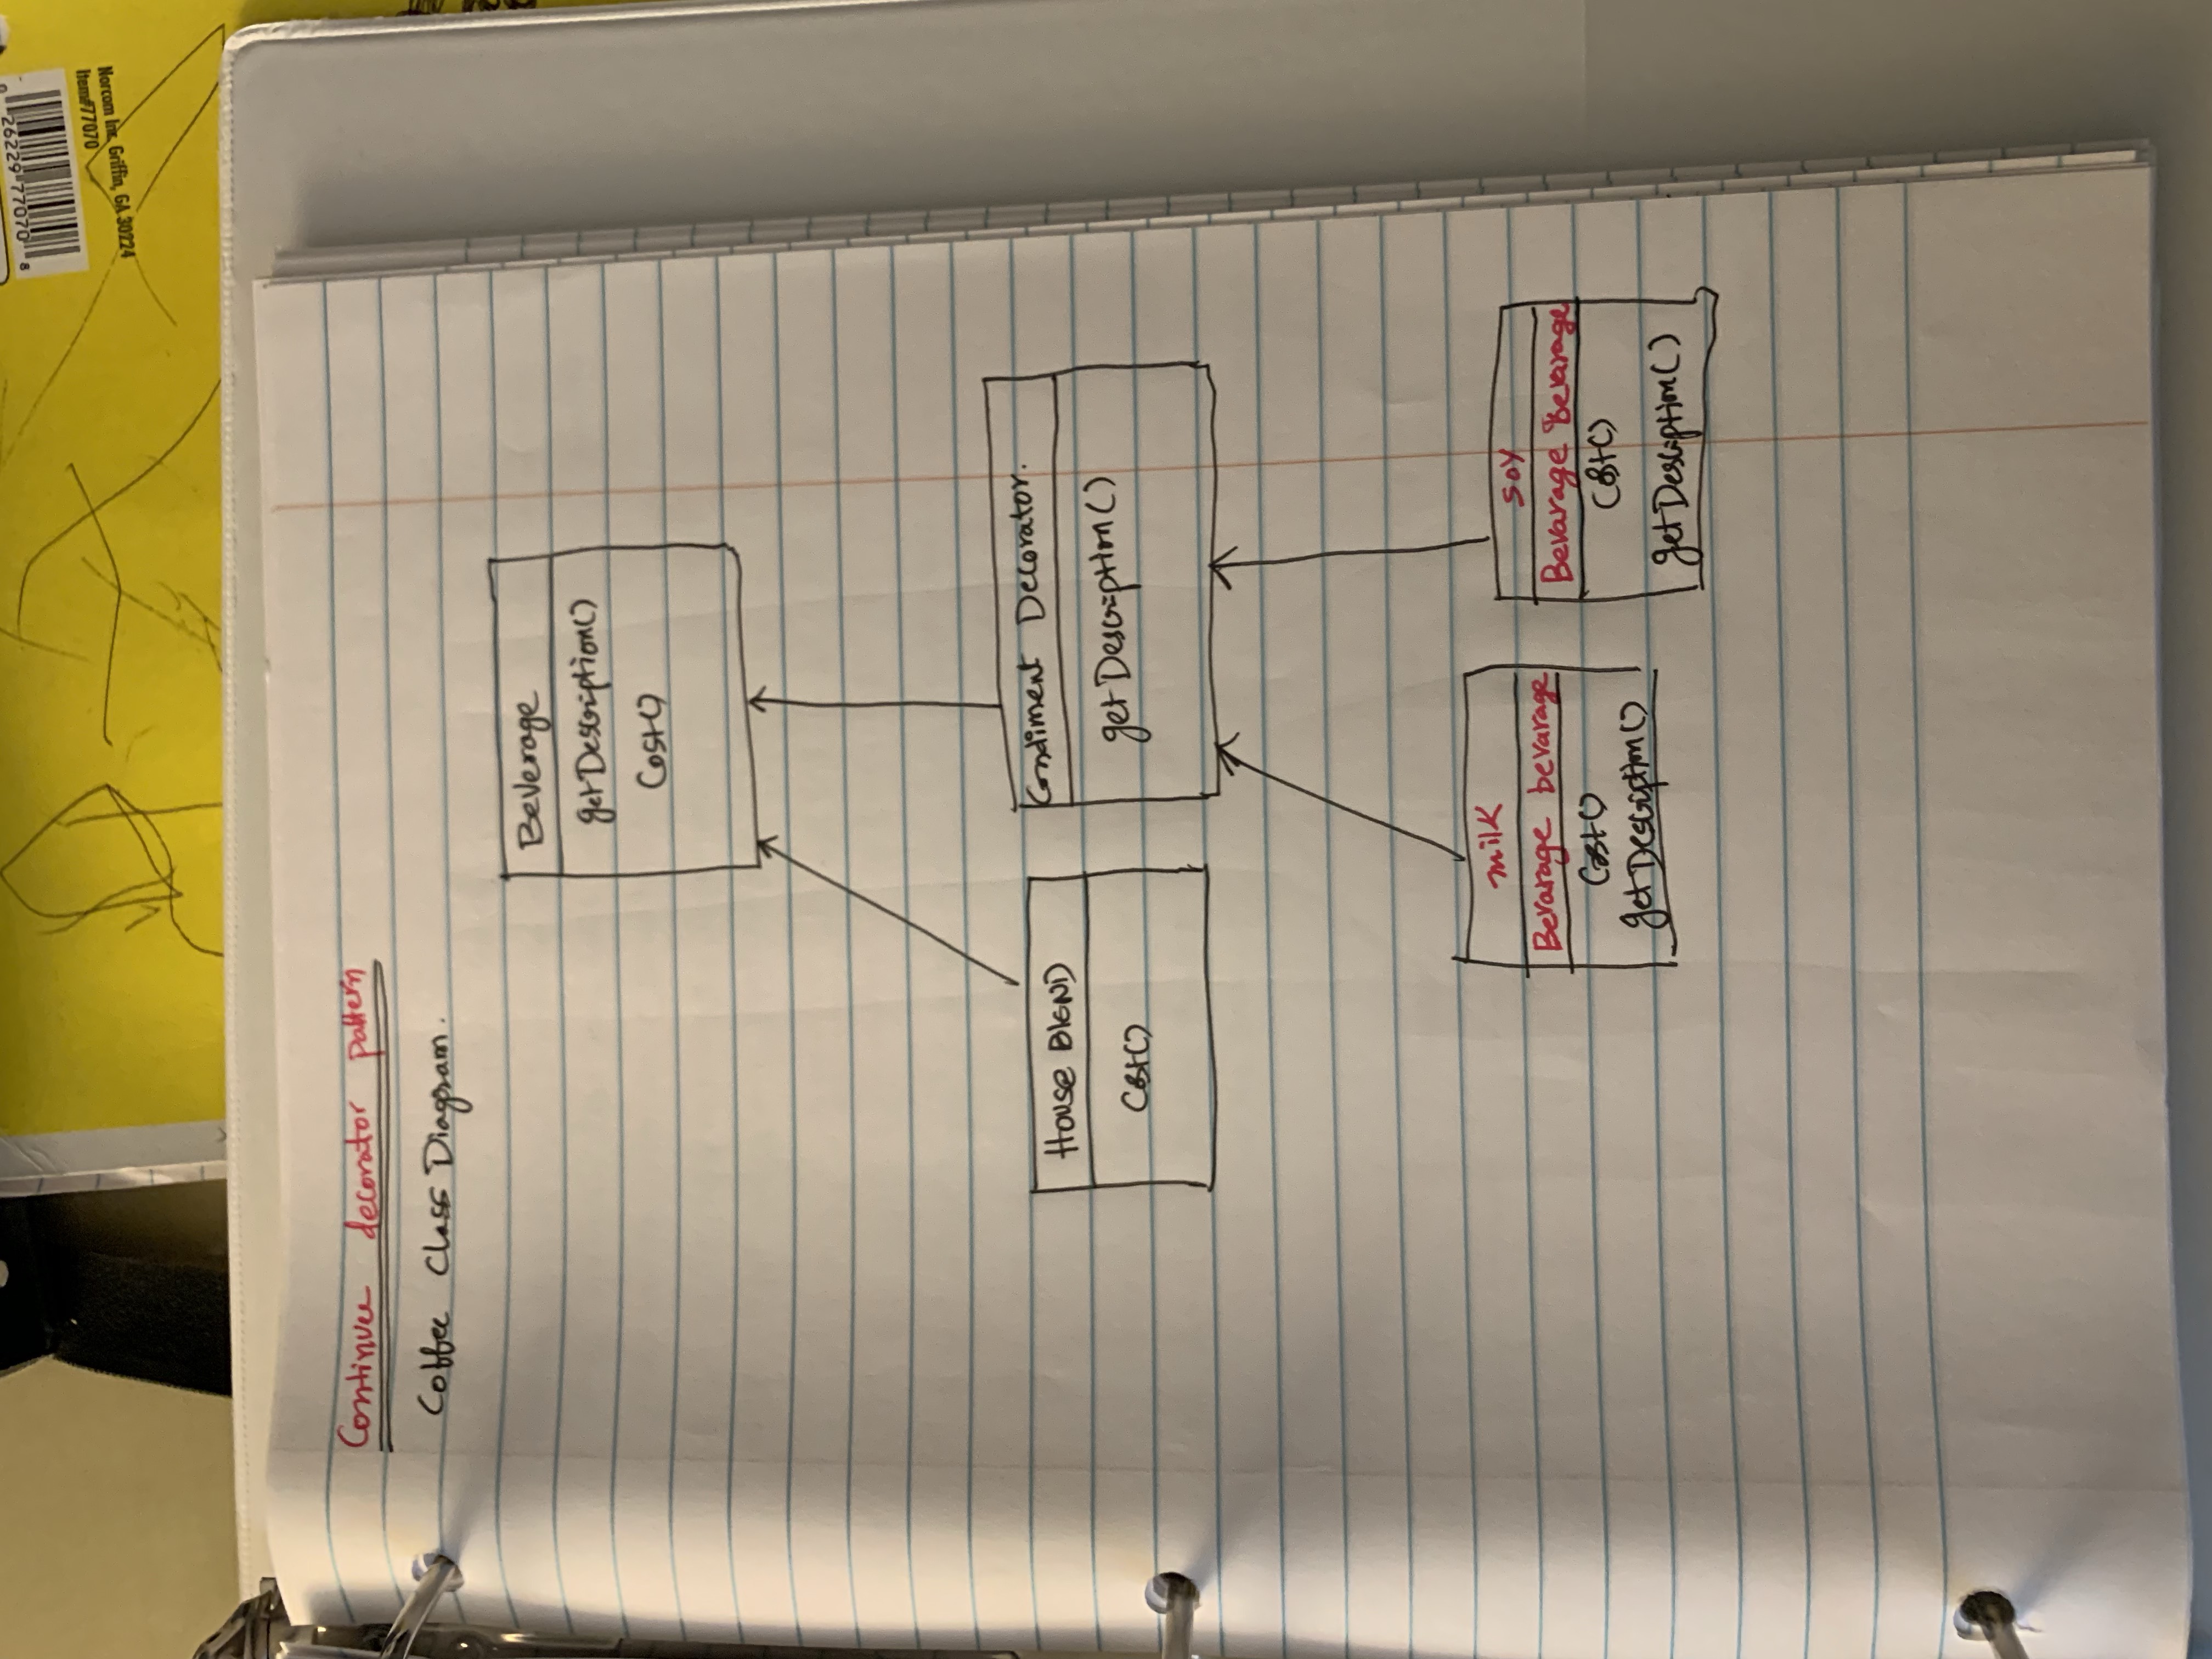 0 26229 77070 8
Item#77070
Norcom Inc. Griffin, GA 30224
Continuee decorator pattern
Coffee Class Diagram.
Beverage
getDescription()
Cost()
House BlEND
Cost()
Condiment Decorator.
getDescription()
milk
Bevarage bevarage
Cost()
getDescription()
soy
Bevarage Bevarage
Cost()
getDescription()